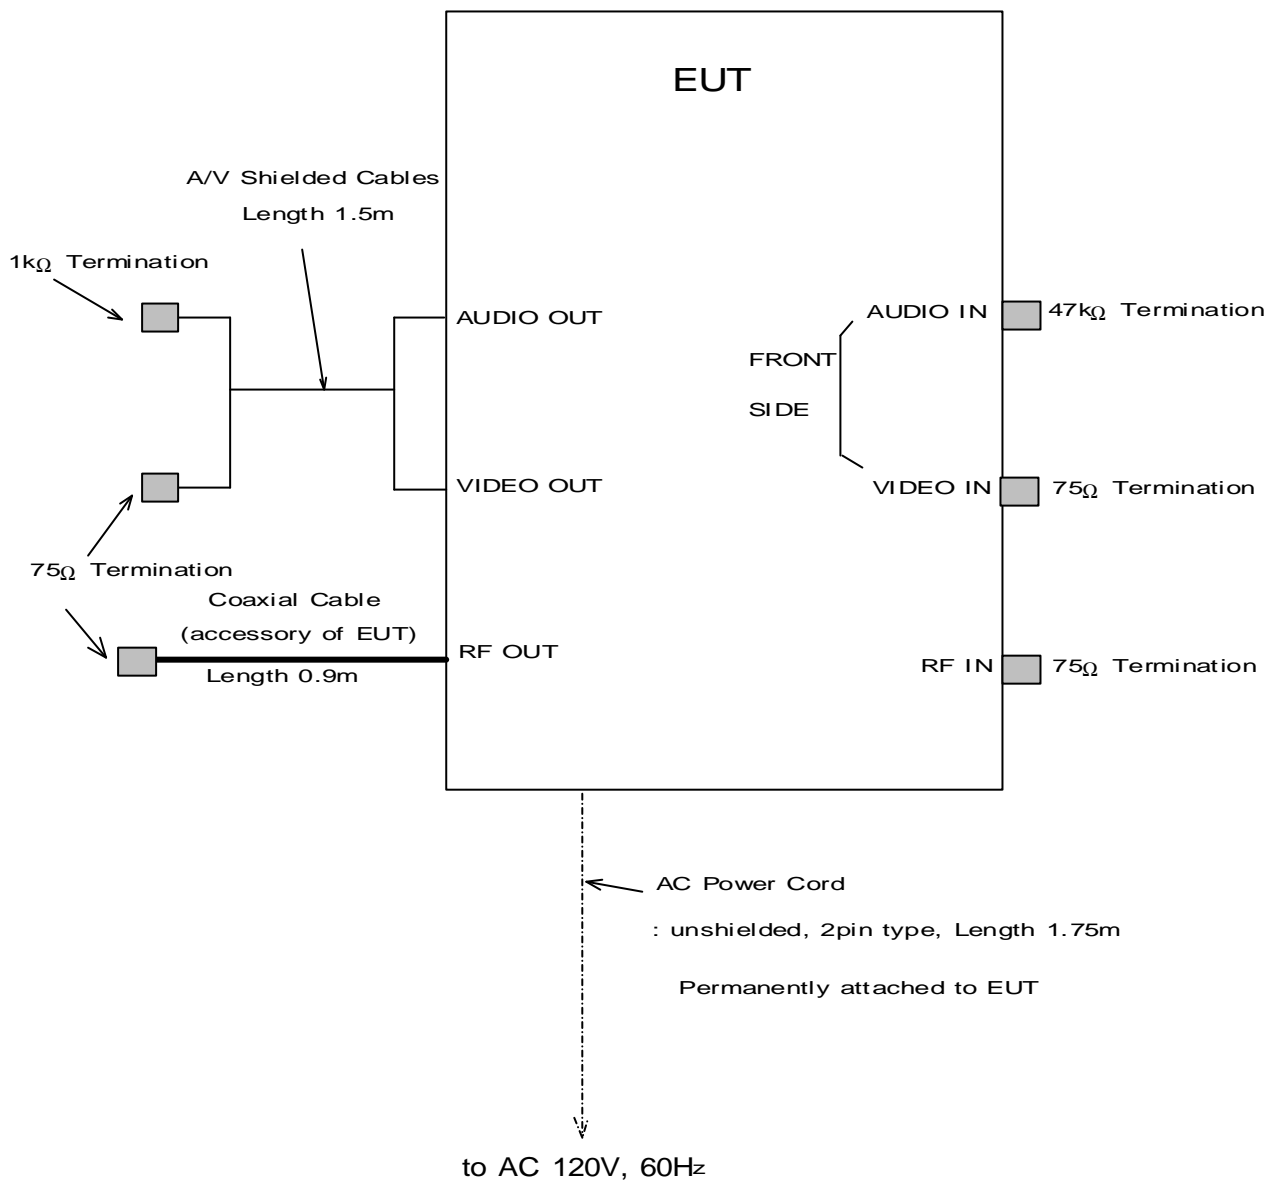 EUT
A/V Shielded Cables
Length 1.5m
1kΩ Termination
AUDIO OUT
AUDIO IN
47kΩ Termination
FRONT
SIDE
VIDEO OUT
VIDEO IN
75Ω Termination
75Ω Termination
Coaxial Cable
(accessory of EUT)
RF OUT
Length 0.9m
RF IN
75Ω Termination
AC Power Cord
: unshielded, 2pin type, Length 1.75m
Permanently attached to EUT
to AC 120V, 60Hz